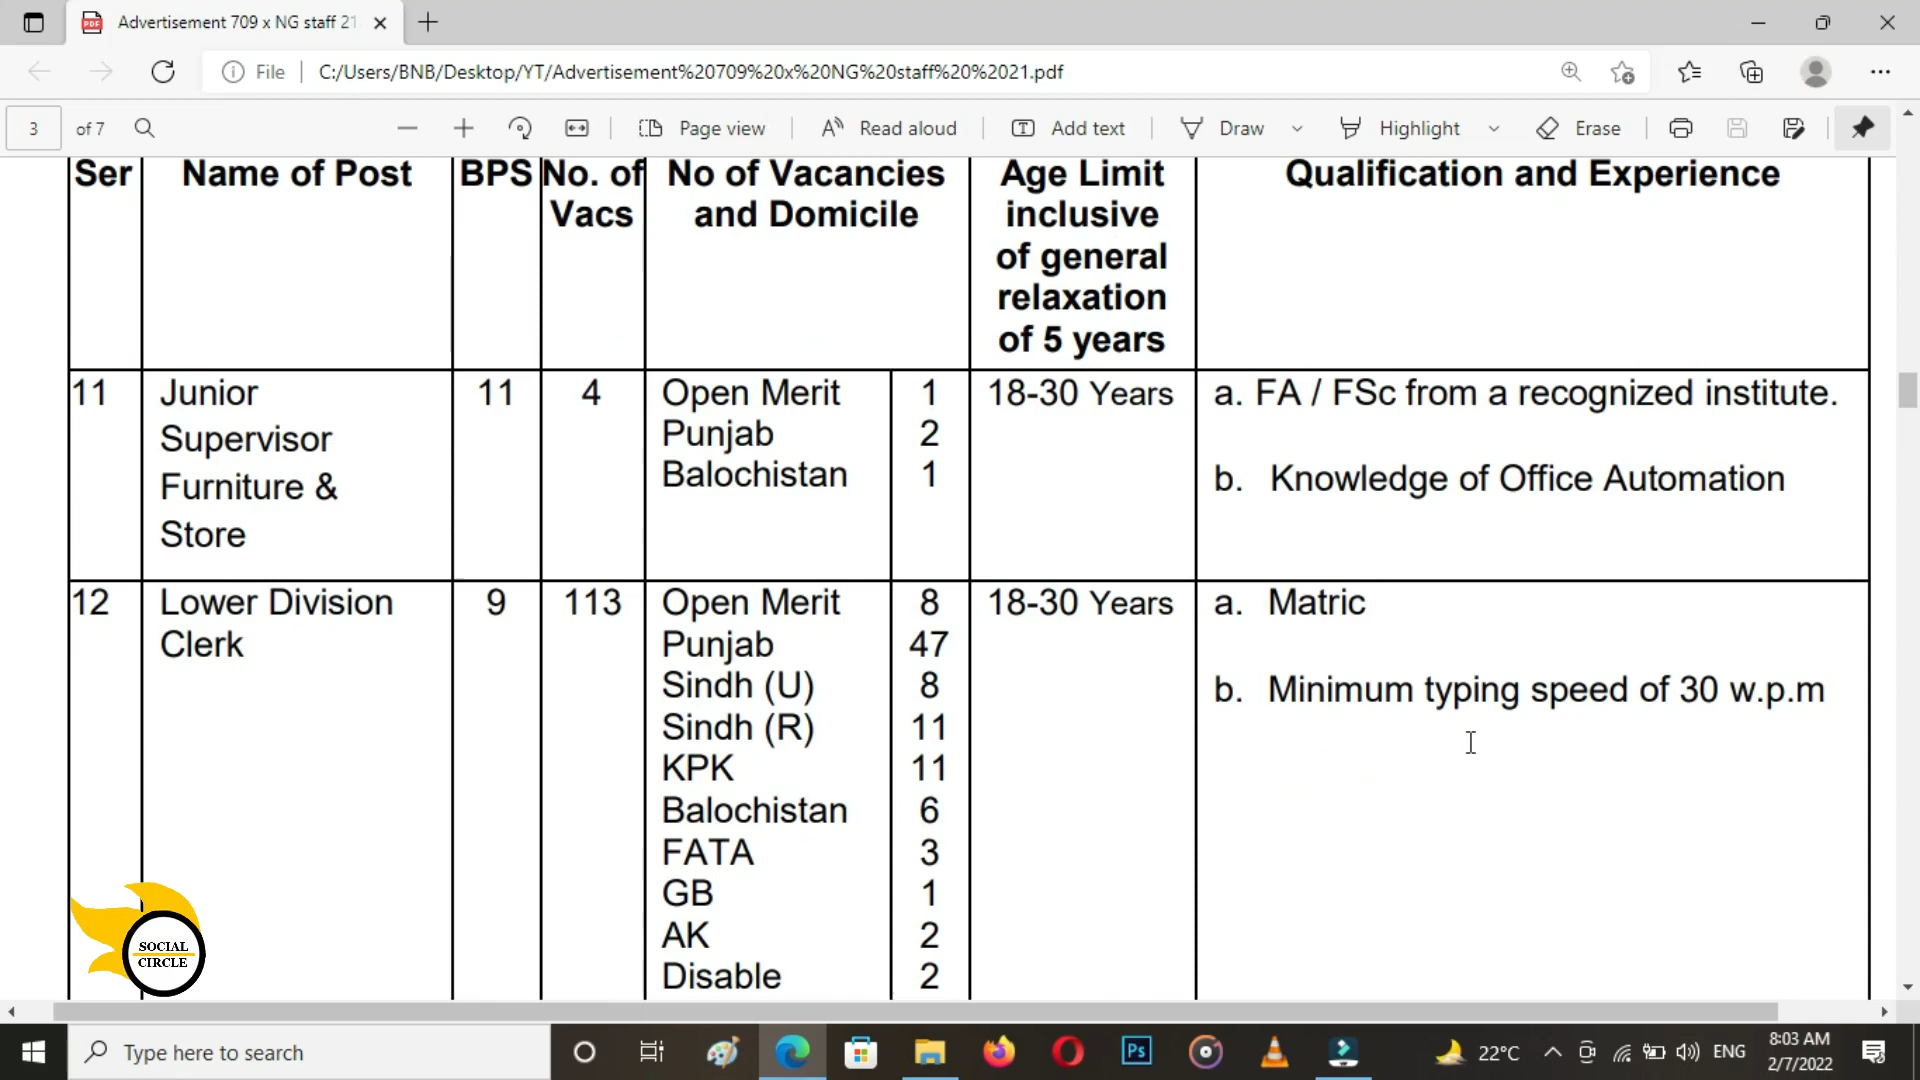 Advertisement 709 x NG staff 21
File
C:/Users/BNB/Desktop/YT/Advertisement%20709%20x%20NG%20staff%20%2021.pdf
3 of 7
Page view
Read aloud
Add text
Draw
Highlight
Erase
Ser Name of Post BPS No. of Vacs No of Vacancies and Domicile Age Limit inclusive of general relaxation of 5 years Qualification and Experience
11 Junior Supervisor Furniture & Store 11 4
Open Merit 1
Punjab 2
Balochistan 1
18-30 Years
a. FA / FSc from a recognized institute.
b. Knowledge of Office Automation
12 Lower Division Clerk 9 113
Open Merit 8
Punjab 47
Sindh (U) 8
Sindh (R) 11
KPK 11
Balochistan 6
FATA 3
GB 1
AK 2
Disable 2
18-30 Years
a. Matric
b. Minimum typing speed of 30 w.p.m
SOCIAL
CIRCLE
Type here to search
Ps
22°C
ENG
8:03 AM
2/7/2022